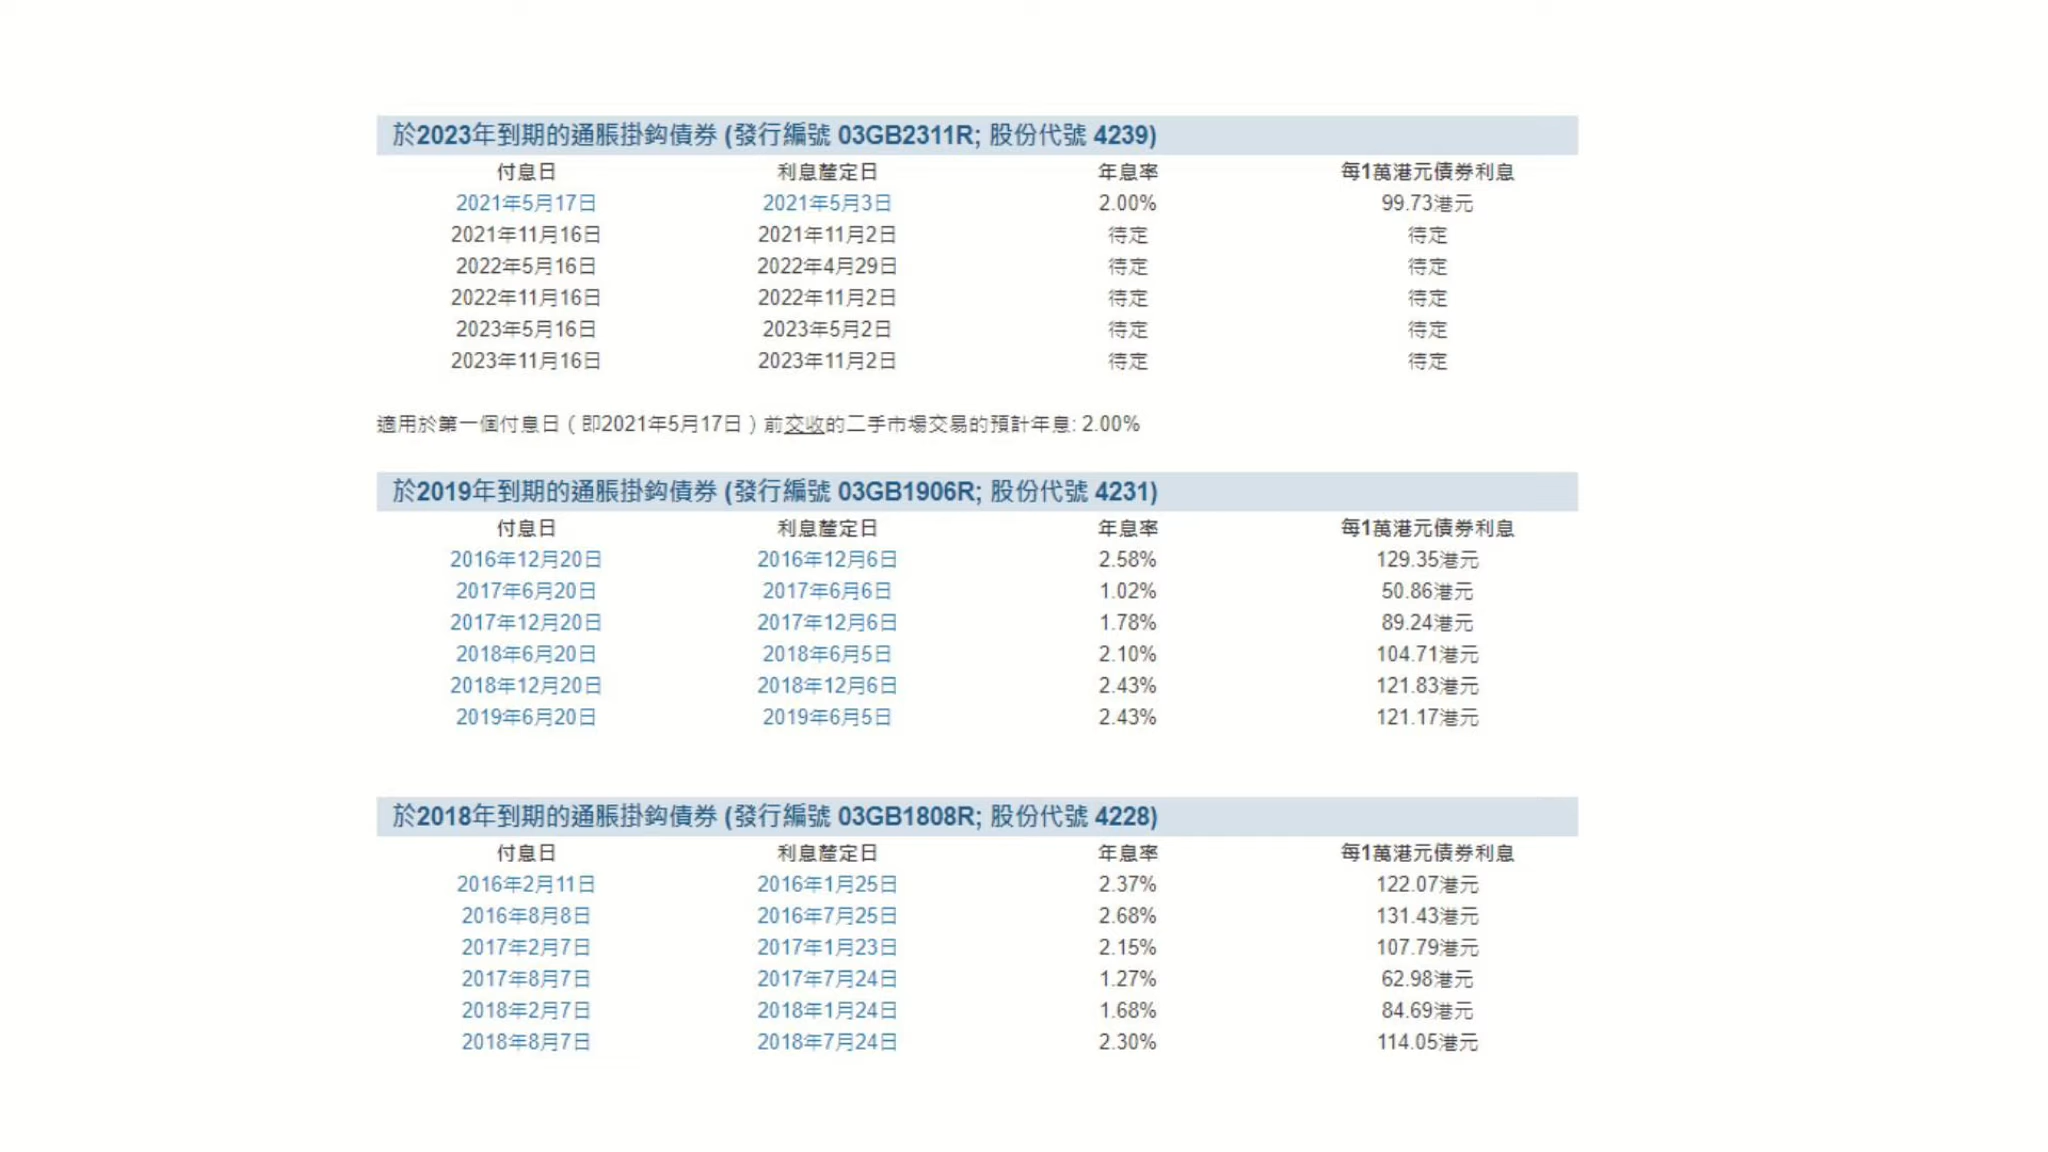 於2023年到期的通脹掛鈎債券 (發行編號 03GB2311R; 股份代號 4239)
付息日 利息釐定日 年息率 每1萬港元債券利息
2021年5月17日 2021年5月3日 2.00% 99.73港元
2021年11月16日 2021年11月2日 待定 待定
2022年5月16日 2022年4月29日 待定 待定
2022年11月16日 2022年11月2日 待定 待定
2023年5月16日 2023年5月2日 待定 待定
2023年11月16日 2023年11月2日 待定 待定
適用於第一個付息日（即2021年5月17日）前交收的二手市場交易的預計年息: 2.00%
於2019年到期的通脹掛鈎債券 (發行編號 03GB1906R; 股份代號 4231)
付息日 利息釐定日 年息率 每1萬港元債券利息
2016年12月20日 2016年12月6日 2.58% 129.35港元
2017年6月20日 2017年6月6日 1.02% 50.86港元
2017年12月20日 2017年12月6日 1.78% 89.24港元
2018年6月20日 2018年6月5日 2.10% 104.71港元
2018年12月20日 2018年12月6日 2.43% 121.83港元
2019年6月20日 2019年6月5日 2.43% 121.17港元
於2018年到期的通脹掛鈎債券 (發行編號 03GB1808R; 股份代號 4228)
付息日 利息釐定日 年息率 每1萬港元債券利息
2016年2月11日 2016年1月25日 2.37% 122.07港元
2016年8月8日 2016年7月25日 2.68% 131.43港元
2017年2月7日 2017年1月23日 2.15% 107.79港元
2017年8月7日 2017年7月24日 1.27% 62.98港元
2018年2月7日 2018年1月24日 1.68% 84.69港元
2018年8月7日 2018年7月24日 2.30% 114.05港元